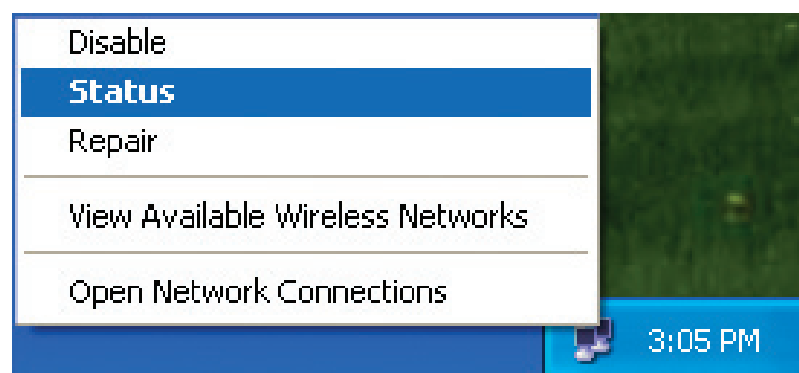 Disable
Status
Repair
View Available Wireless Networks
Open Network Connections
3:05 PM